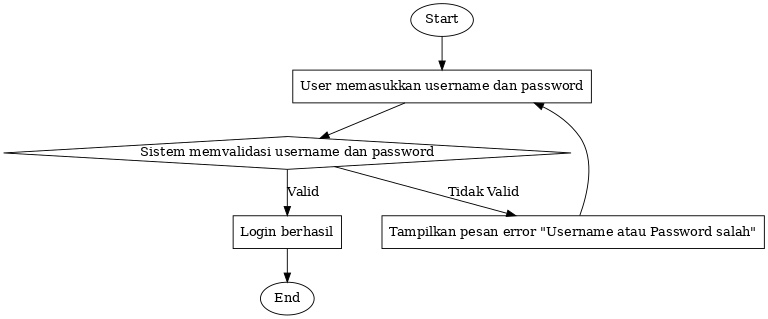 Start
User memasukkan username dan password
Sistem memvalidasi username dan password
Valid
Tidak Valid
Login berhasil
Tampilkan pesan error "Username atau Password salah"
End